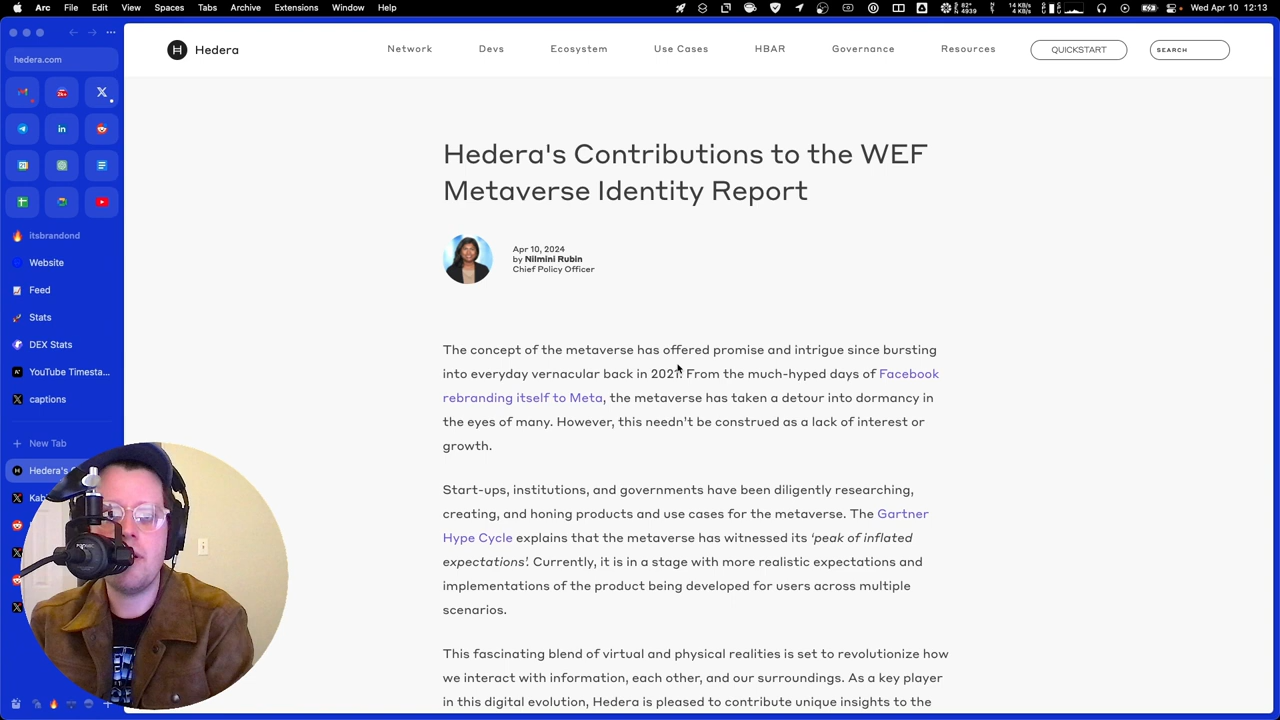 Arc File Edit View Spaces Tabs Archive Extensions Window Help
82°
4939
14 KB/s
4 KB/s
Wed Apr 10 12:13
hedera.com
itsbrandond
Website
Feed
Stats
DEX Stats
YouTube Timesta...
captions
New Tab
Hedera's
Kab
Hedera
Network Devs Ecosystem Use Cases HBAR Governance Resources QUICKSTART SEARCH
Hedera's Contributions to the WEF
Metaverse Identity Report
Apr 10, 2024
by Nilmini Rubin
Chief Policy Officer
The concept of the metaverse has offered promise and intrigue since bursting
into everyday vernacular back in 2021. From the much-hyped days of Facebook
rebranding itself to Meta, the metaverse has taken a detour into dormancy in
the eyes of many. However, this needn't be construed as a lack of interest or
growth.
Start-ups, institutions, and governments have been diligently researching,
creating, and honing products and use cases for the metaverse. The Gartner
Hype Cycle explains that the metaverse has witnessed its ‘peak of inflated
expectations’. Currently, it is in a stage with more realistic expectations and
implementations of the product being developed for users across multiple
scenarios.
This fascinating blend of virtual and physical realities is set to revolutionize how
we interact with information, each other, and our surroundings. As a key player
in this digital evolution, Hedera is pleased to contribute unique insights to the